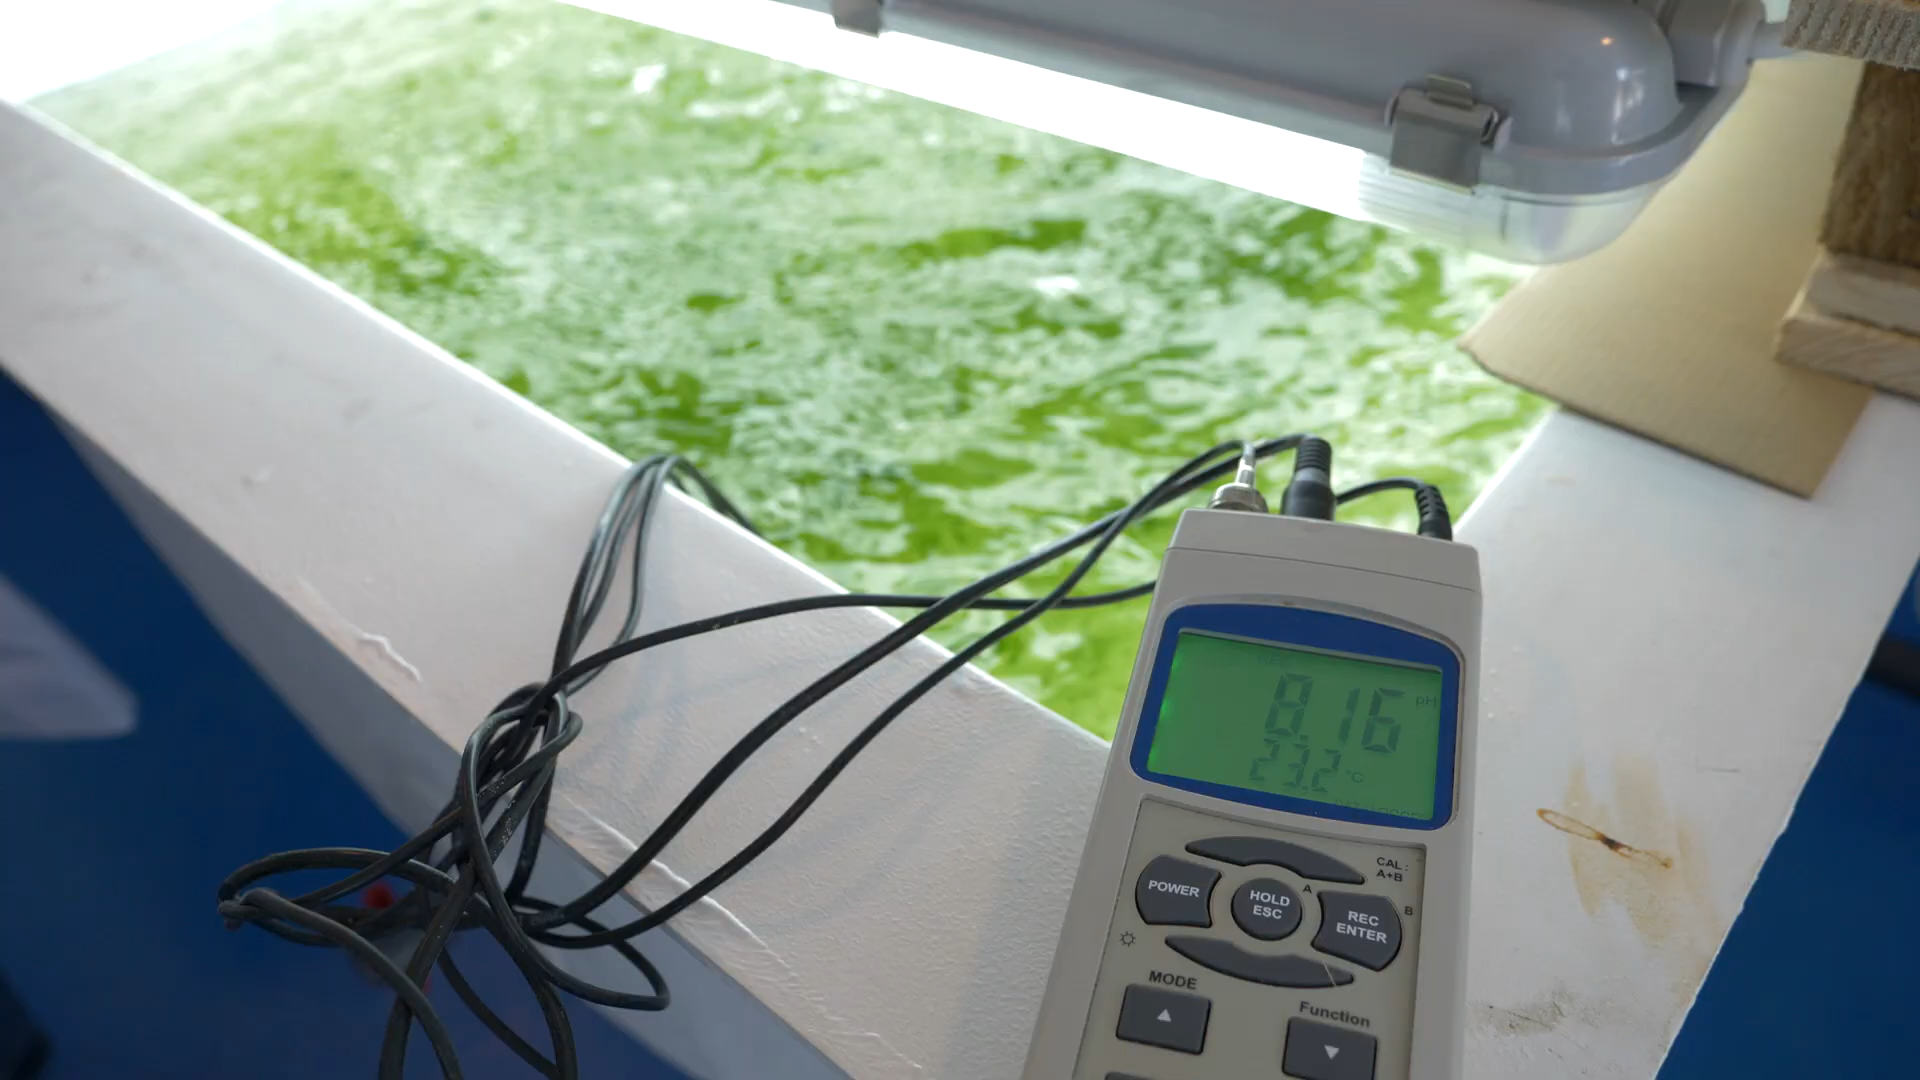 8.16 pH
23.2 °C
CAL :
A+B
POWER
HOLD
ESC
A
REC
ENTER
B
MODE
▲
Function
▼